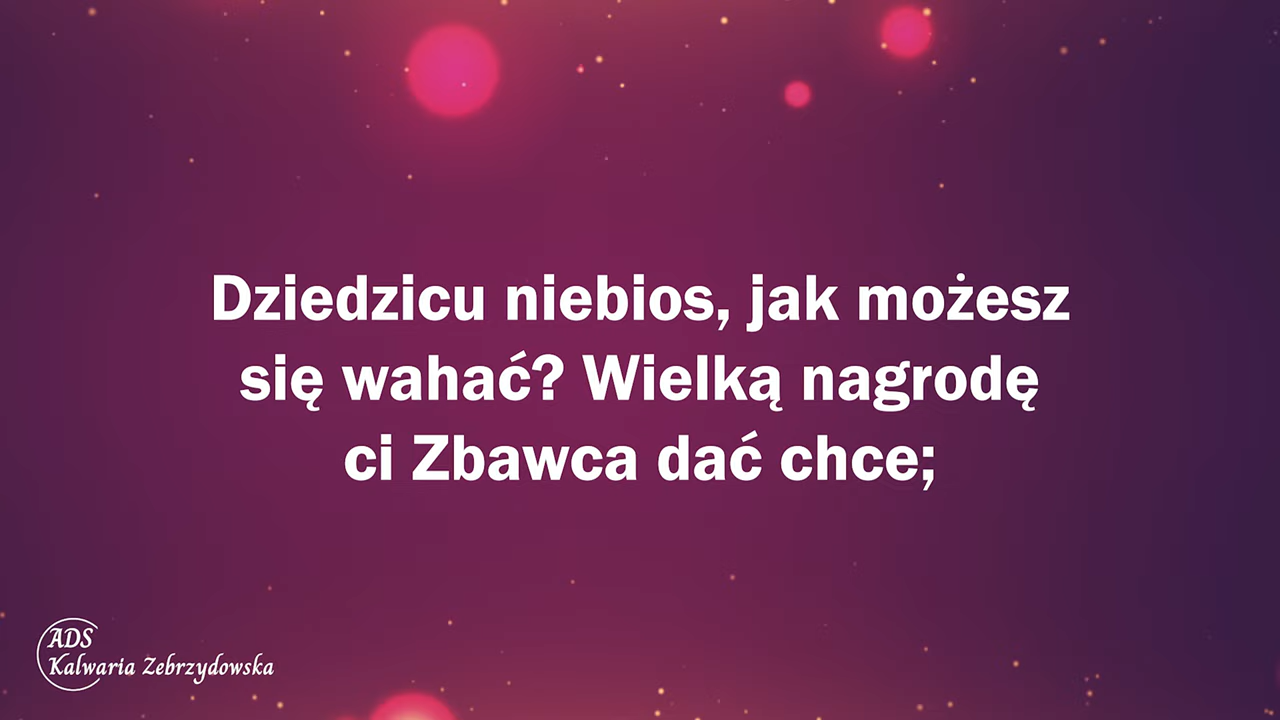 Dziedzicu niebios, jak możesz
się wahać? Wielką nagrodę
ci Zbawca dać chce;
ADS
Kalwaria Zebrzydowska